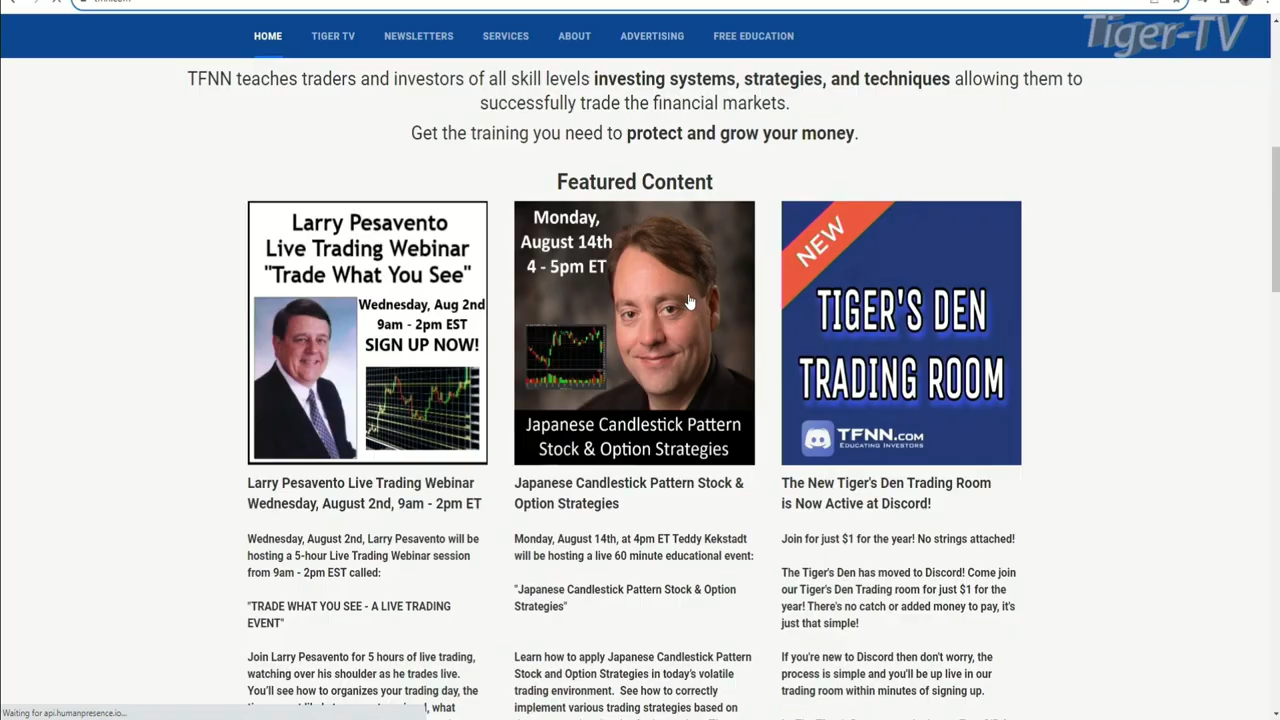 HOME TIGER TV NEWSLETTERS SERVICES ABOUT ADVERTISING FREE EDUCATION
Tiger-TV
TFNN teaches traders and investors of all skill levels investing systems, strategies, and techniques allowing them to
successfully trade the financial markets.
Get the training you need to protect and grow your money.
Featured Content
Larry Pesavento
Live Trading Webinar
"Trade What You See"
Wednesday, Aug 2nd
9am - 2pm EST
SIGN UP NOW!
Monday,
August 14th
4 - 5pm ET
Japanese Candlestick Pattern
Stock & Option Strategies
NEW
TIGER'S DEN
TRADING ROOM
TFNN.COM
EDUCATING INVESTORS
Larry Pesavento Live Trading Webinar
Wednesday, August 2nd, 9am - 2pm ET
Wednesday, August 2nd, Larry Pesavento will be
hosting a 5-hour Live Trading Webinar session
from 9am - 2pm EST called:
"TRADE WHAT YOU SEE - A LIVE TRADING
EVENT"
Join Larry Pesavento for 5 hours of live trading,
watching over his shoulder as he trades live.
You'll see how to organizes your trading day, the
Japanese Candlestick Pattern Stock &
Option Strategies
Monday, August 14th, at 4pm ET Teddy Kekstadt
will be hosting a live 60 minute educational event:
"Japanese Candlestick Pattern Stock & Option
Strategies"
Learn how to apply Japanese Candlestick Pattern
Stock and Option Strategies in today's volatile
trading environment. See how to correctly
implement various trading strategies based on
The New Tiger's Den Trading Room
is Now Active at Discord!
Join for just $1 for the year! No strings attached!
The Tiger's Den has moved to Discord! Come join
our Tiger's Den Trading room for just $1 for the
year! There's no catch or added money to pay, it's
just that simple!
If you're new to Discord then don't worry, the
process is simple and you'll be up live in our
trading room within minutes of signing up.
Waiting for api.humanpresence.io...